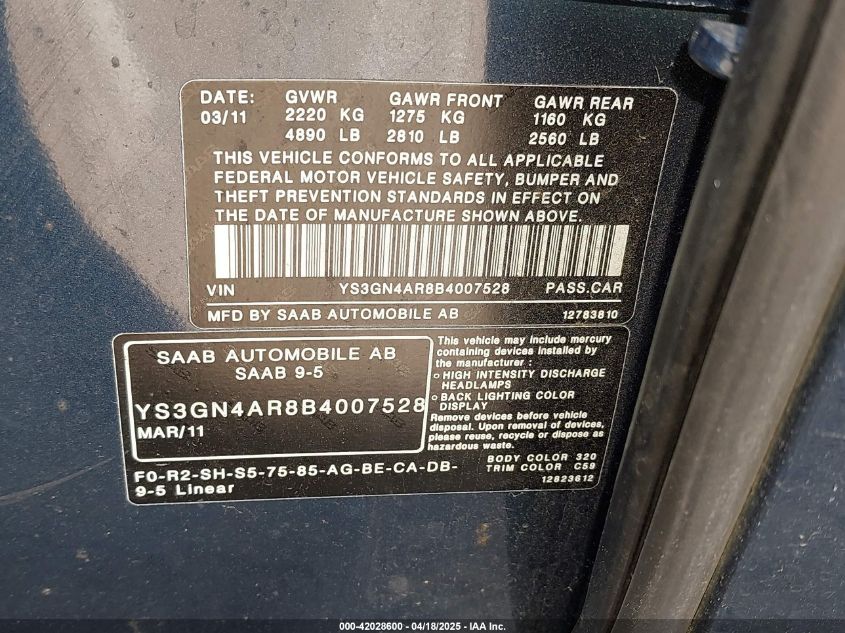 DATE: GVWR GAWR FRONT GAWR REAR
03/11 2220 KG 1275 KG 1160 KG
4890 LB 2810 LB 2560 LB
THIS VEHICLE CONFORMS TO ALL APPLICABLE
FEDERAL MOTOR VEHICLE SAFETY, BUMPER AND
THEFT PREVENTION STANDARDS IN EFFECT ON
THE DATE OF MANUFACTURE SHOWN ABOVE.
VIN YS3GN4AR8B4007528 PASS.CAR
MFD BY SAAB AUTOMOBILE AB 12783810
SAAB AUTOMOBILE AB
SAAB 9-5
YS3GN4AR8B4007528
MAR/11
This vehicle may include mercury
containing devices installed by
the manufacturer :
o HIGH INTENSITY DISCHARGE
HEADLAMPS
o BACK LIGHTING COLOR
DISPLAY
Remove devices before vehicle
disposal. Upon removal of devices,
please reuse, recycle or dispose as
hazardous waste.
F0-R2-SH-S5-75-85-AG-BE-CA-DB-
9-5 Linear
BODY COLOR 320
TRIM COLOR C59
12823612
000-42028600 - 04/18/2025 - IAA Inc.